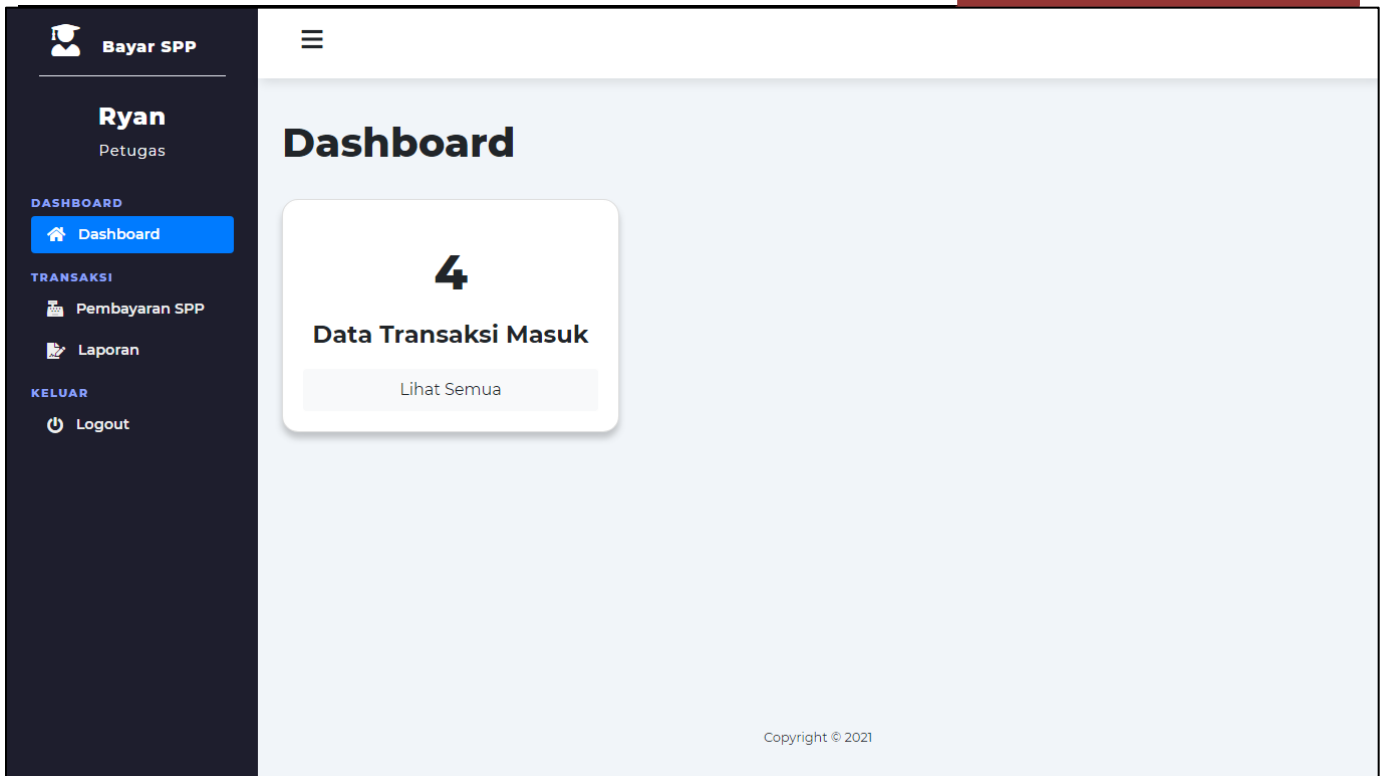 Bayar SPP
Ryan
Petugas
DASHBOARD
Dashboard
TRANSAKSI
Pembayaran SPP
Laporan
KELUAR
Logout
Dashboard
4
Data Transaksi Masuk
Lihat Semua
Copyright © 2021